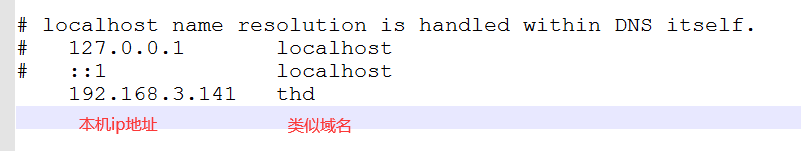 # localhost name resolution is handled within DNS itself.
#   127.0.0.1       localhost
#   ::1             localhost
    192.168.3.141   thd
本机ip地址 类似域名